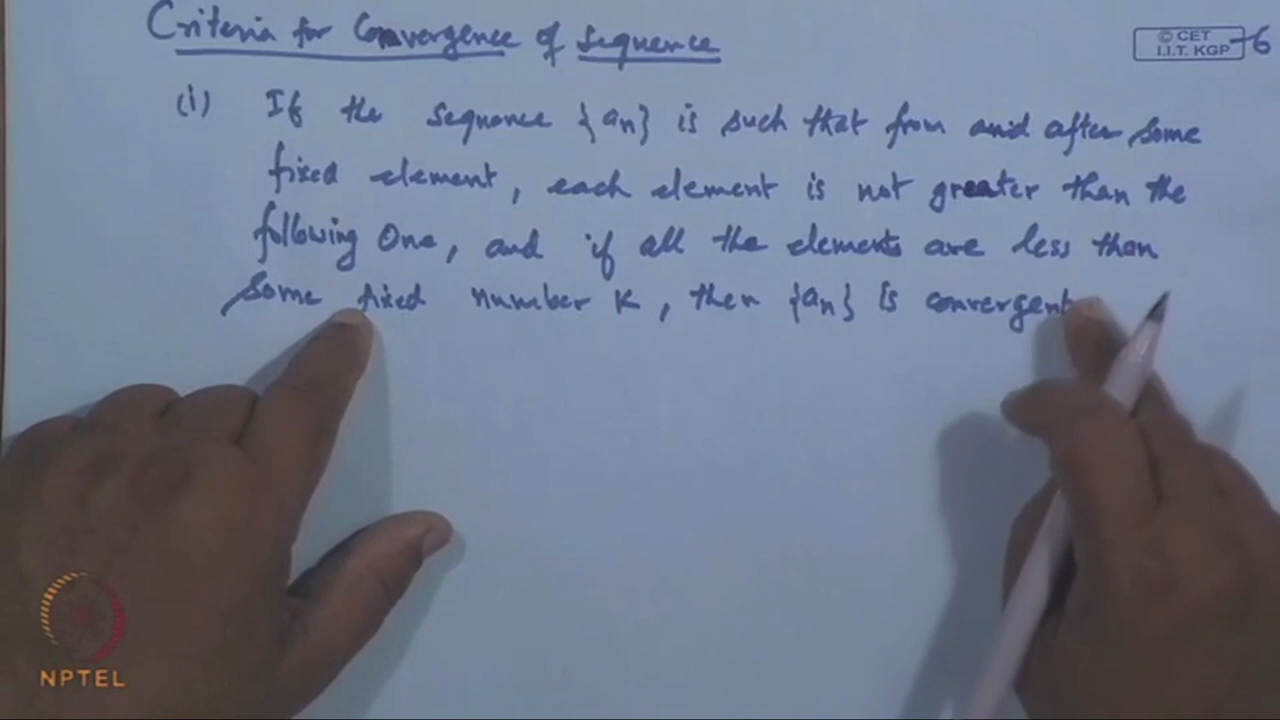 Criteria for Convergence of Sequence
© CET
I.I.T. KGP
-6
(i) If the sequence {an} is such that from and after some
fixed element, each element is not greater than the
following One, and if all the elements are less than
some fixed number K, then {an} is convergent
NPTEL